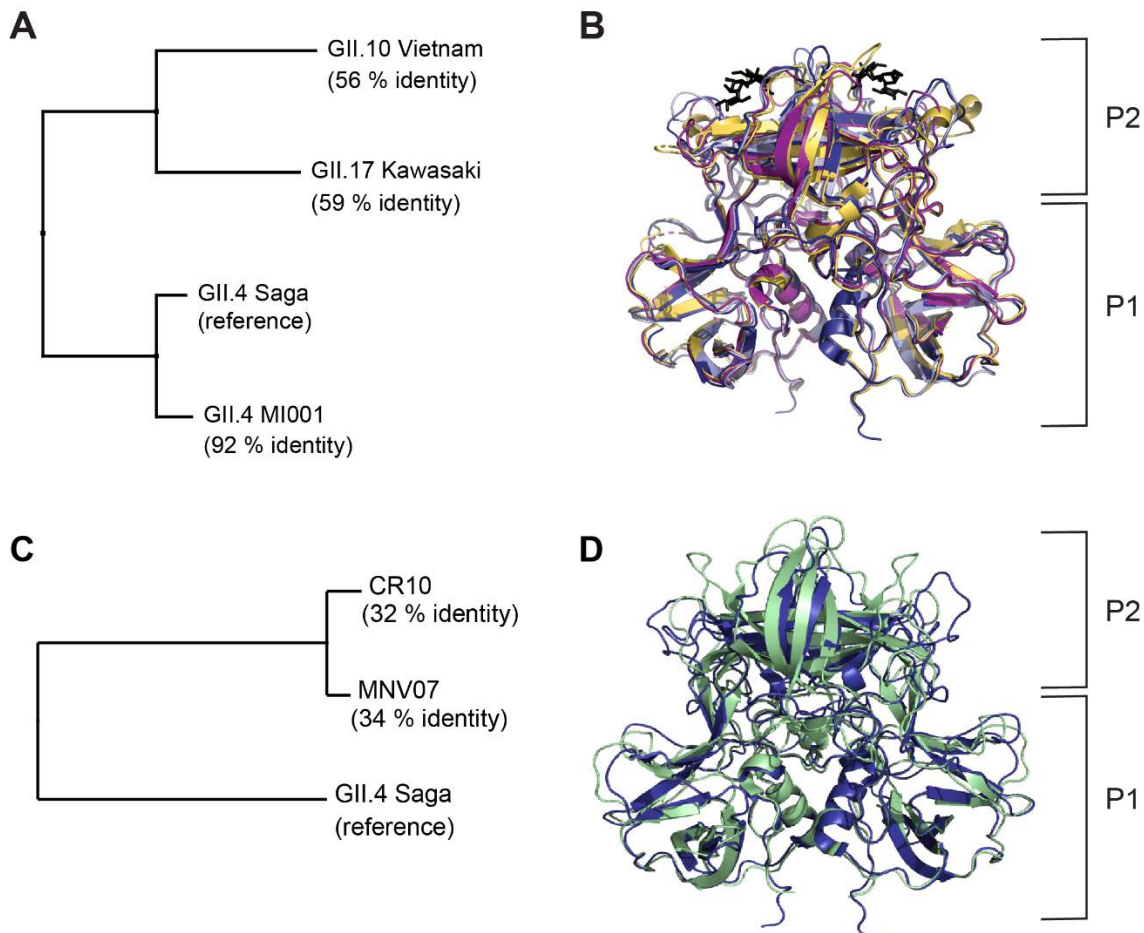 A
GII.10 Vietnam
(56 % identity)
GII.17 Kawasaki
(59 % identity)
GII.4 Saga
(reference)
GII.4 MI001
(92 % identity)
B
P2
P1
C
CR10
(32 % identity)
MNV07
(34 % identity)
GII.4 Saga
(reference)
D
P2
P1